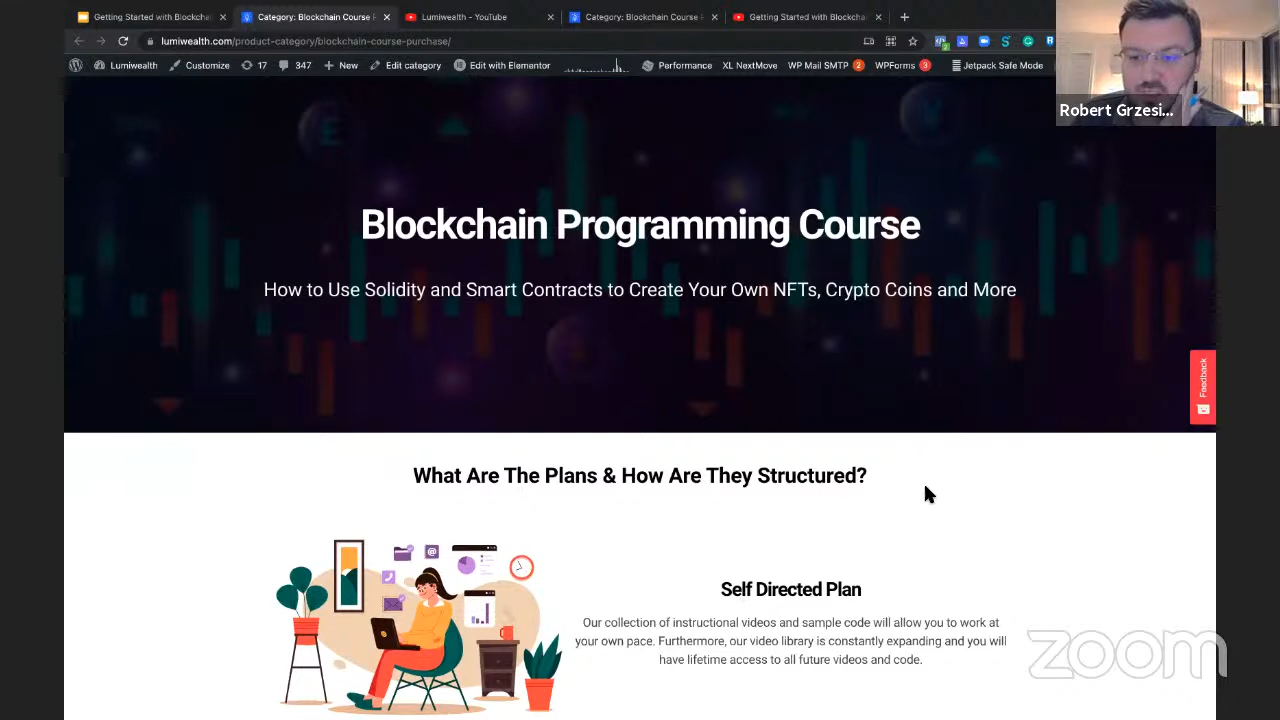 Getting Started with Blockchai
Category: Blockchain Course P
Lumiwealth - YouTube
Category: Blockchain Course P
Getting Started with Blockchai
lumiwealth.com/product-category/blockchain-course-purchase/
Lumiwealth
Customize
17
347
New
Edit category
Edit with Elementor
Performance
XL NextMove
WP Mail SMTP 2
WPForms 3
Jetpack Safe Mode
Robert Grzesi...
Blockchain Programming Course
How to Use Solidity and Smart Contracts to Create Your Own NFTs, Crypto Coins and More
Feedback
What Are The Plans & How Are They Structured?
Self Directed Plan
Our collection of instructional videos and sample code will allow you to work at
your own pace. Furthermore, our video library is constantly expanding and you will
have lifetime access to all future videos and code.
zoom